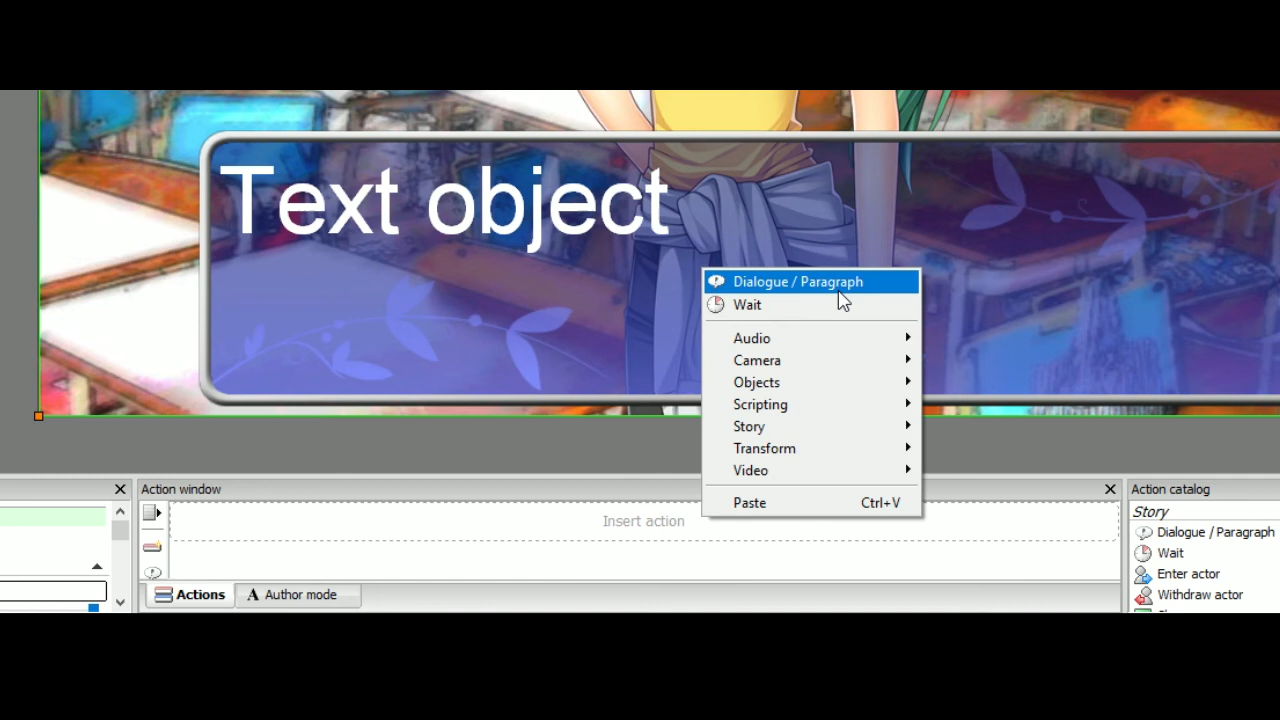 Text object
Dialogue / Paragraph
Wait
Audio
Camera
Objects
Scripting
Story
Transform
Video
Paste Ctrl+V
Action window
Insert action
Actions
A Author mode
Action catalog
Story
Dialogue / Paragraph
Wait
Enter actor
Withdraw actor